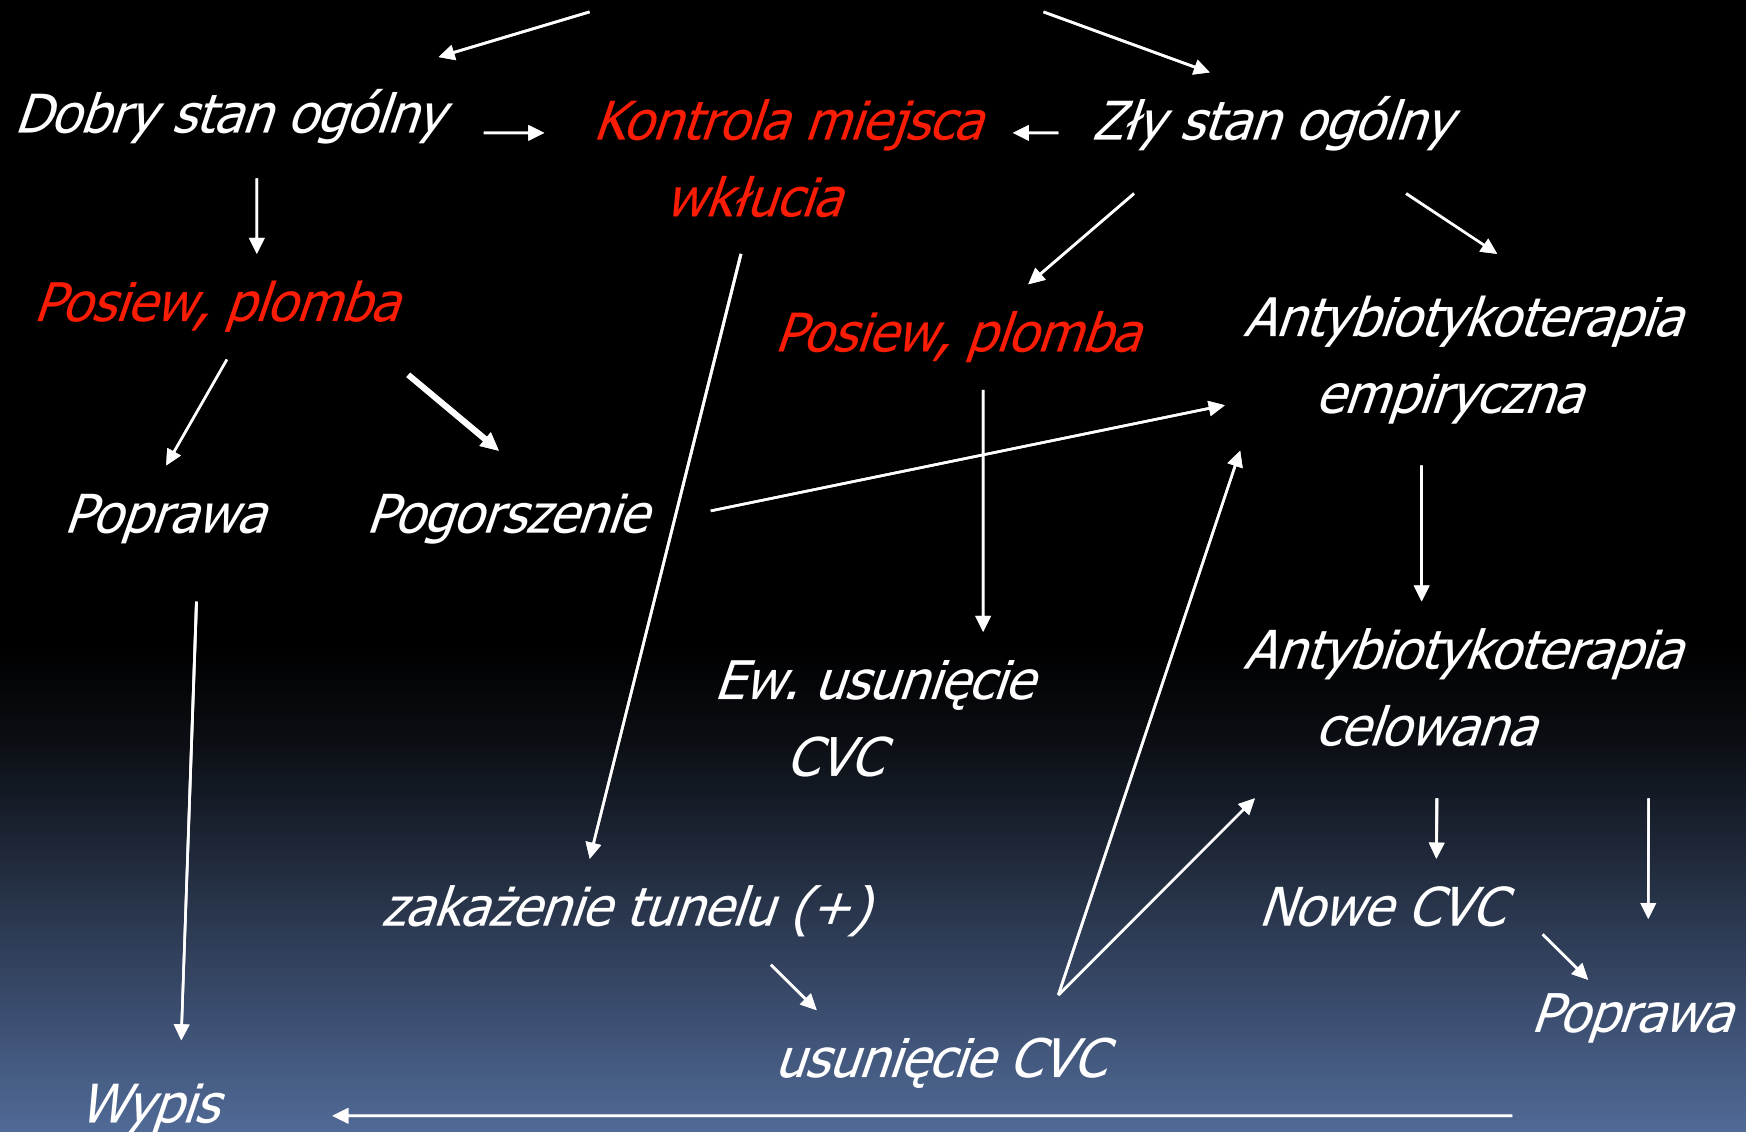 Dobry stan ogólny
Kontrola miejsca
wkłucia
Zły stan ogólny
Posiew, plomba
Posiew, plomba
Antybiotykoterapia
empiryczna
Poprawa
Pogorszenie
Ew. usunięcie
CVC
Antybiotykoterapia
celowana
zakażenie tunelu (+)
Nowe CVC
usunięcie CVC
Poprawa
Wypis